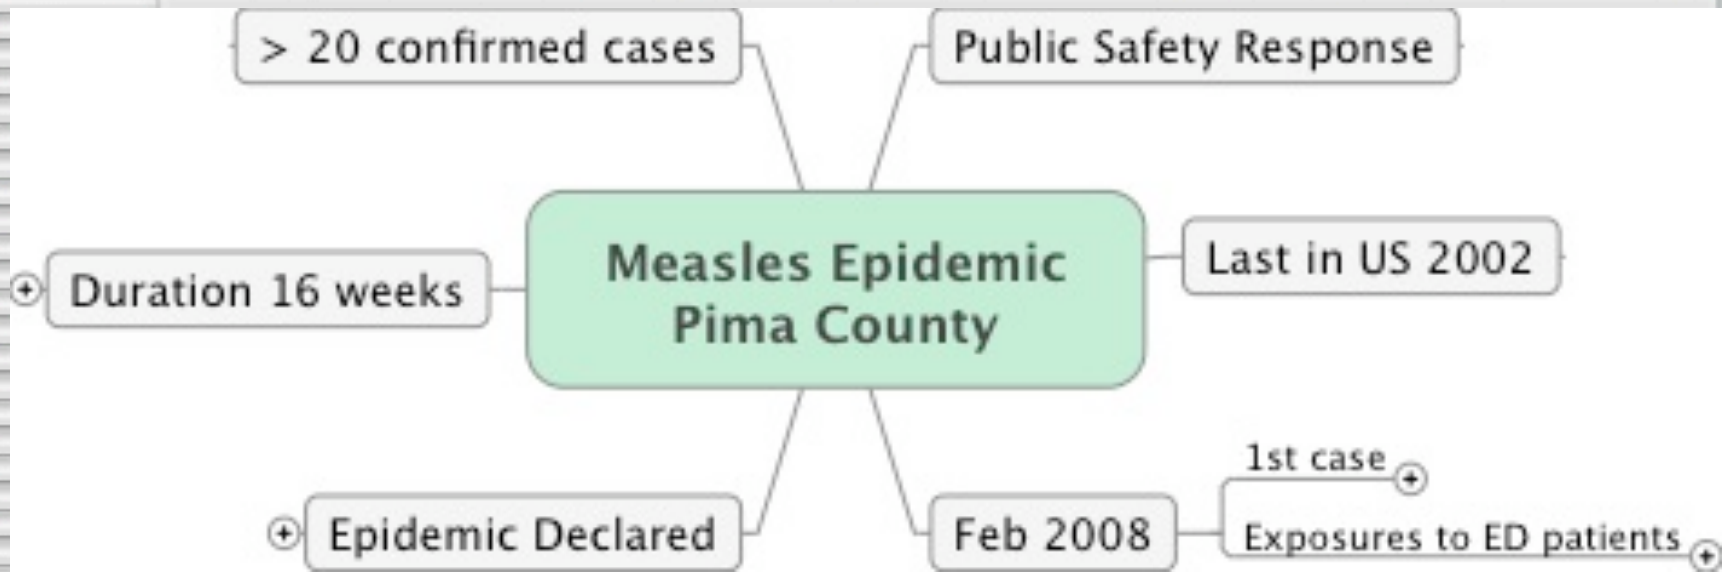 > 20 confirmed cases
Public Safety Response
Measles Epidemic
Pima County
Last in US 2002
Duration 16 weeks
1st case
Epidemic Declared
Feb 2008
Exposures to ED patients